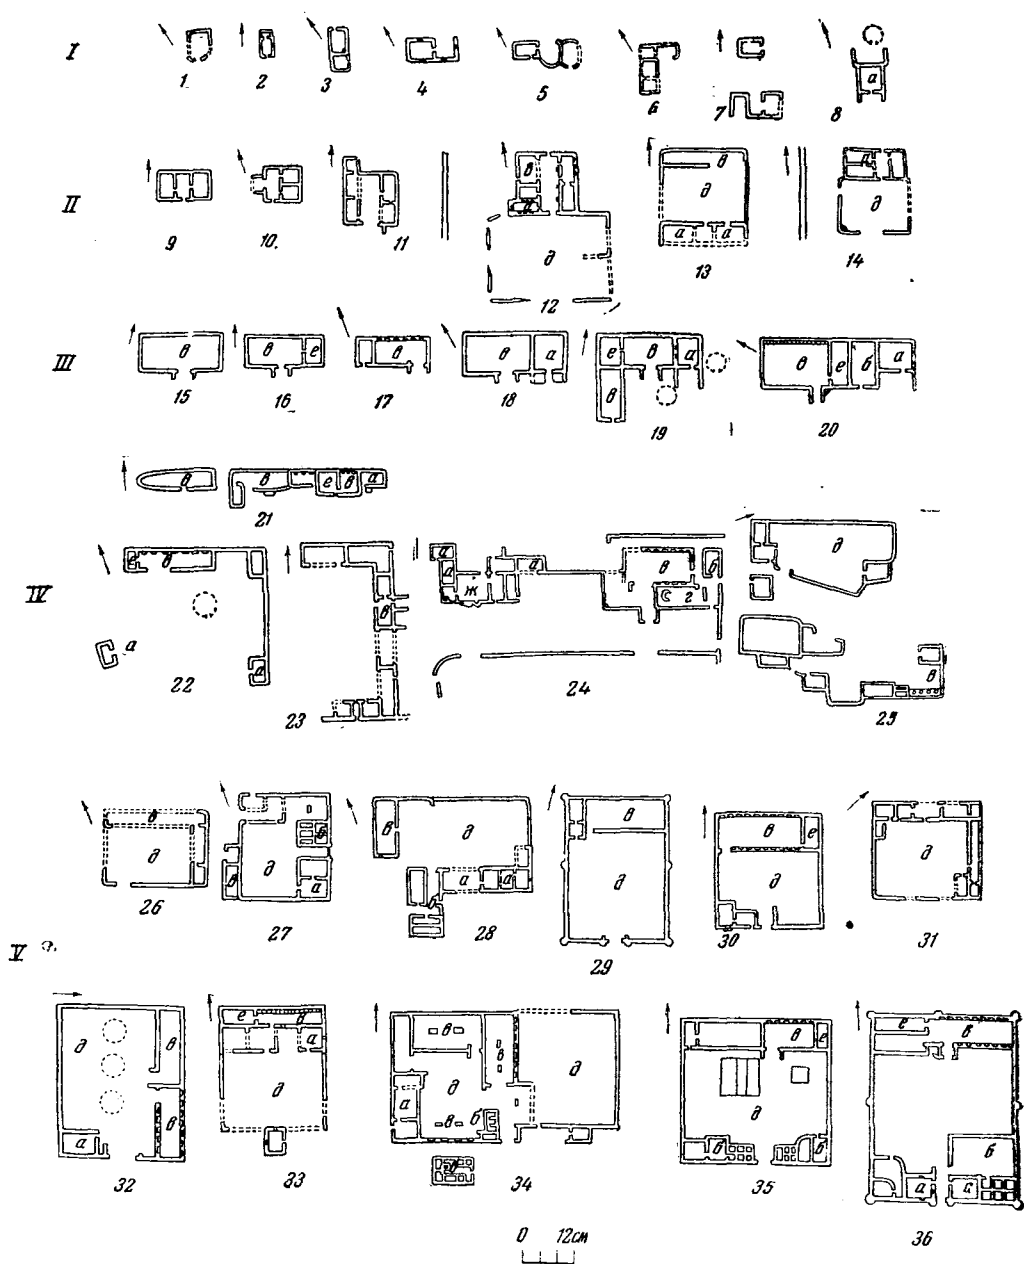 I
1 2 3 4 5 6 7 8
а
II
9 10. 11 12 13 14
в а д
в д а а
а д
III
15 16 17 18 19 20
в
в е
в
в а
е в а в
в е б а
21
в в е в а
IV
22 23 24 25
е в а а
в
а а ж а в г б
д в
V
26 27 28 29 30 31
в д
б д в а
в д а а
в д
в е д
д
32 33 34 35 36
д в в а
е в а д
в в д д а в б
в е д в б
е в б а а
0 12см